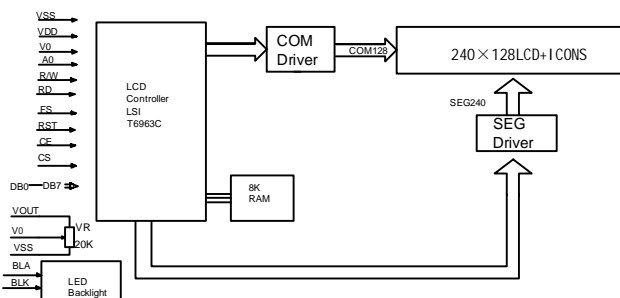 VSS
VDD
V0
A0
R/W
RD
FS
RST
CE
CS
DB0 DB7
VOUT
V0
VSS
VR
20K
BLA
BLK
LED
Backlight
LCD
Controller
LSI
T6963C
8K
RAM
COM
Driver
COM128
240×128LCD+ICONS
SEG240
SEG
Driver